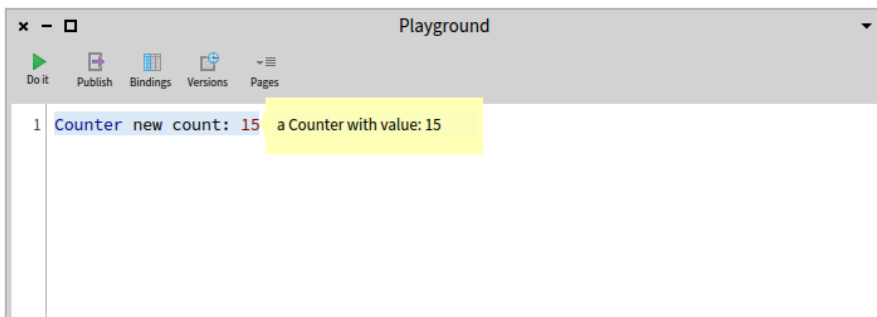 Playground
Do it Publish Bindings Versions Pages
1 Counter new count: 15 a Counter with value: 15